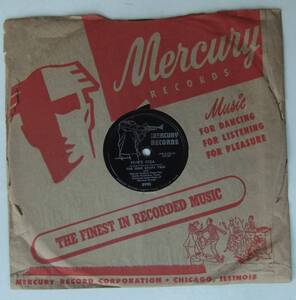 Mercury
RECORDS
Music
FOR DANCING
FOR LISTENING
FOR PLEASURE
MERCURY
RECORDS
THE FINEST IN RECORDED MUSIC
MERCURY RECORD CORPORATION • CHICAGO, ILLINOIS